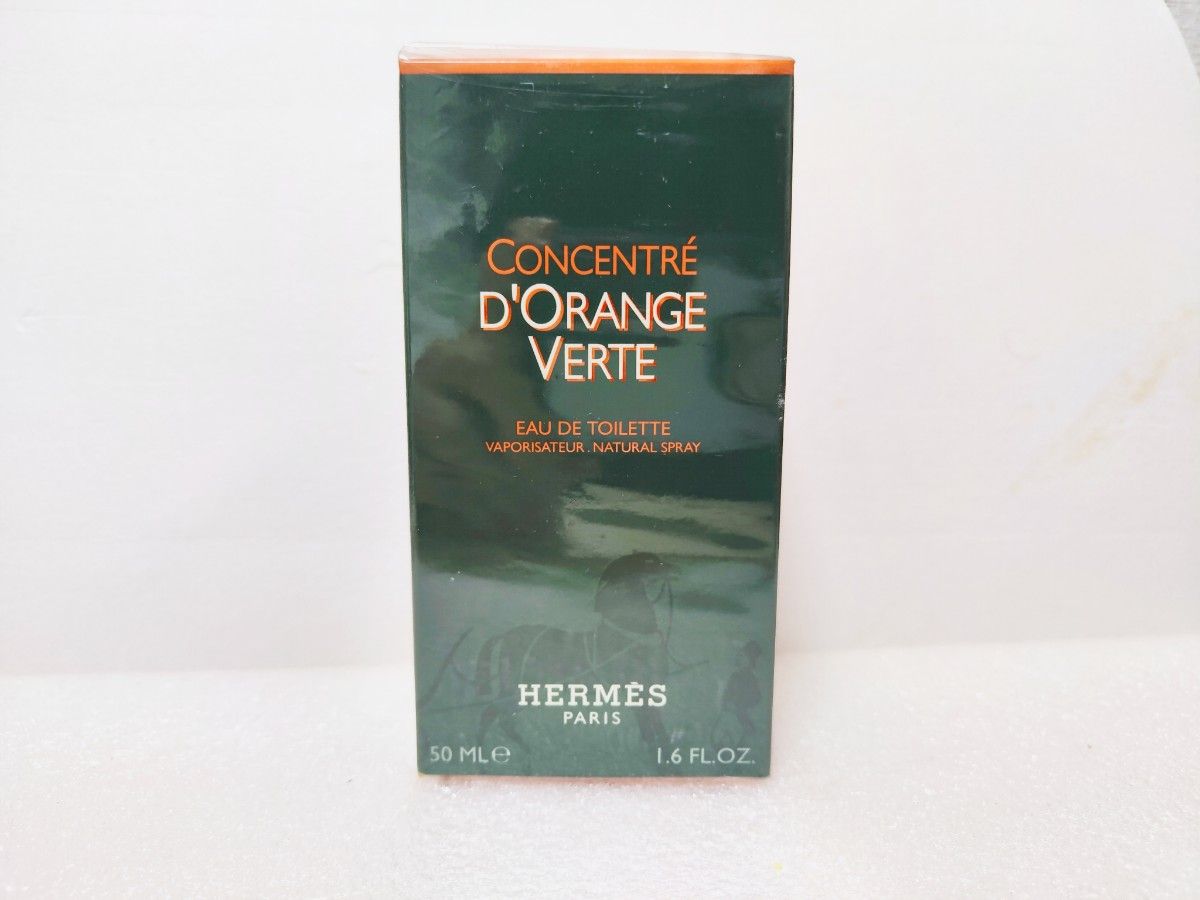 CONCENTRÉ
D'ORANGE
VERTE
EAU DE TOILETTE
VAPORISATEUR . NATURAL SPRAY
HERMÈS
PARIS
50 ML ℮ 1.6 FL.OZ.